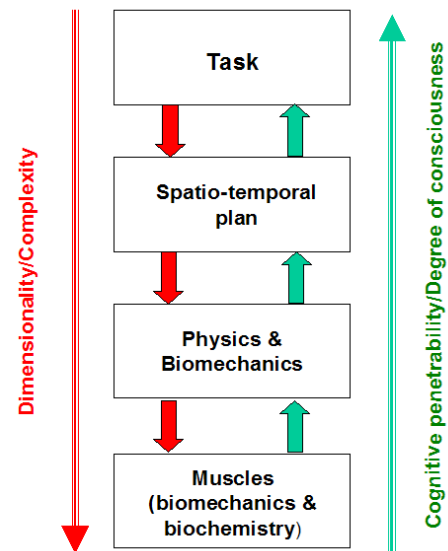 Task
Spatio-temporal
plan
Physics &
Biomechanics
Muscles
(biomechanics &
biochemistry)
Dimensionality/Complexity
Cognitive penetrability/Degree of consciousness